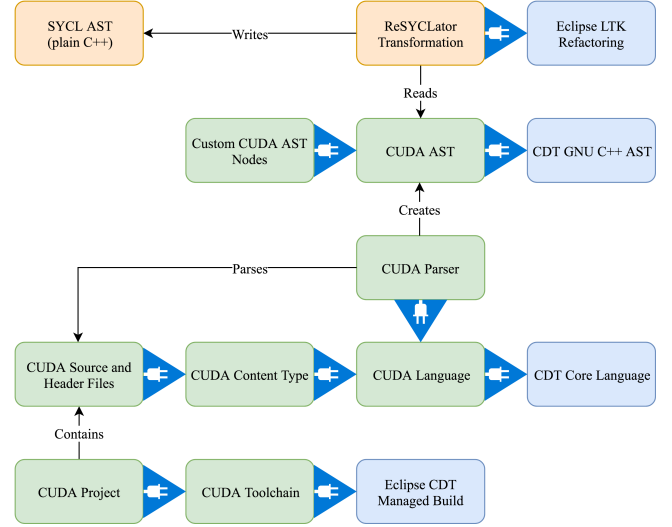 SYCL AST
(plain C++)
Writes
ReSYCLator
Transformation
Eclipse LTK
Refactoring
Reads
Custom CUDA AST
Nodes
CUDA AST
CDT GNU C++ AST
Creates
CUDA Parser
Parses
CUDA Source and
Header Files
CUDA Content Type
CUDA Language
CDT Core Language
Contains
CUDA Project
CUDA Toolchain
Eclipse CDT
Managed Build